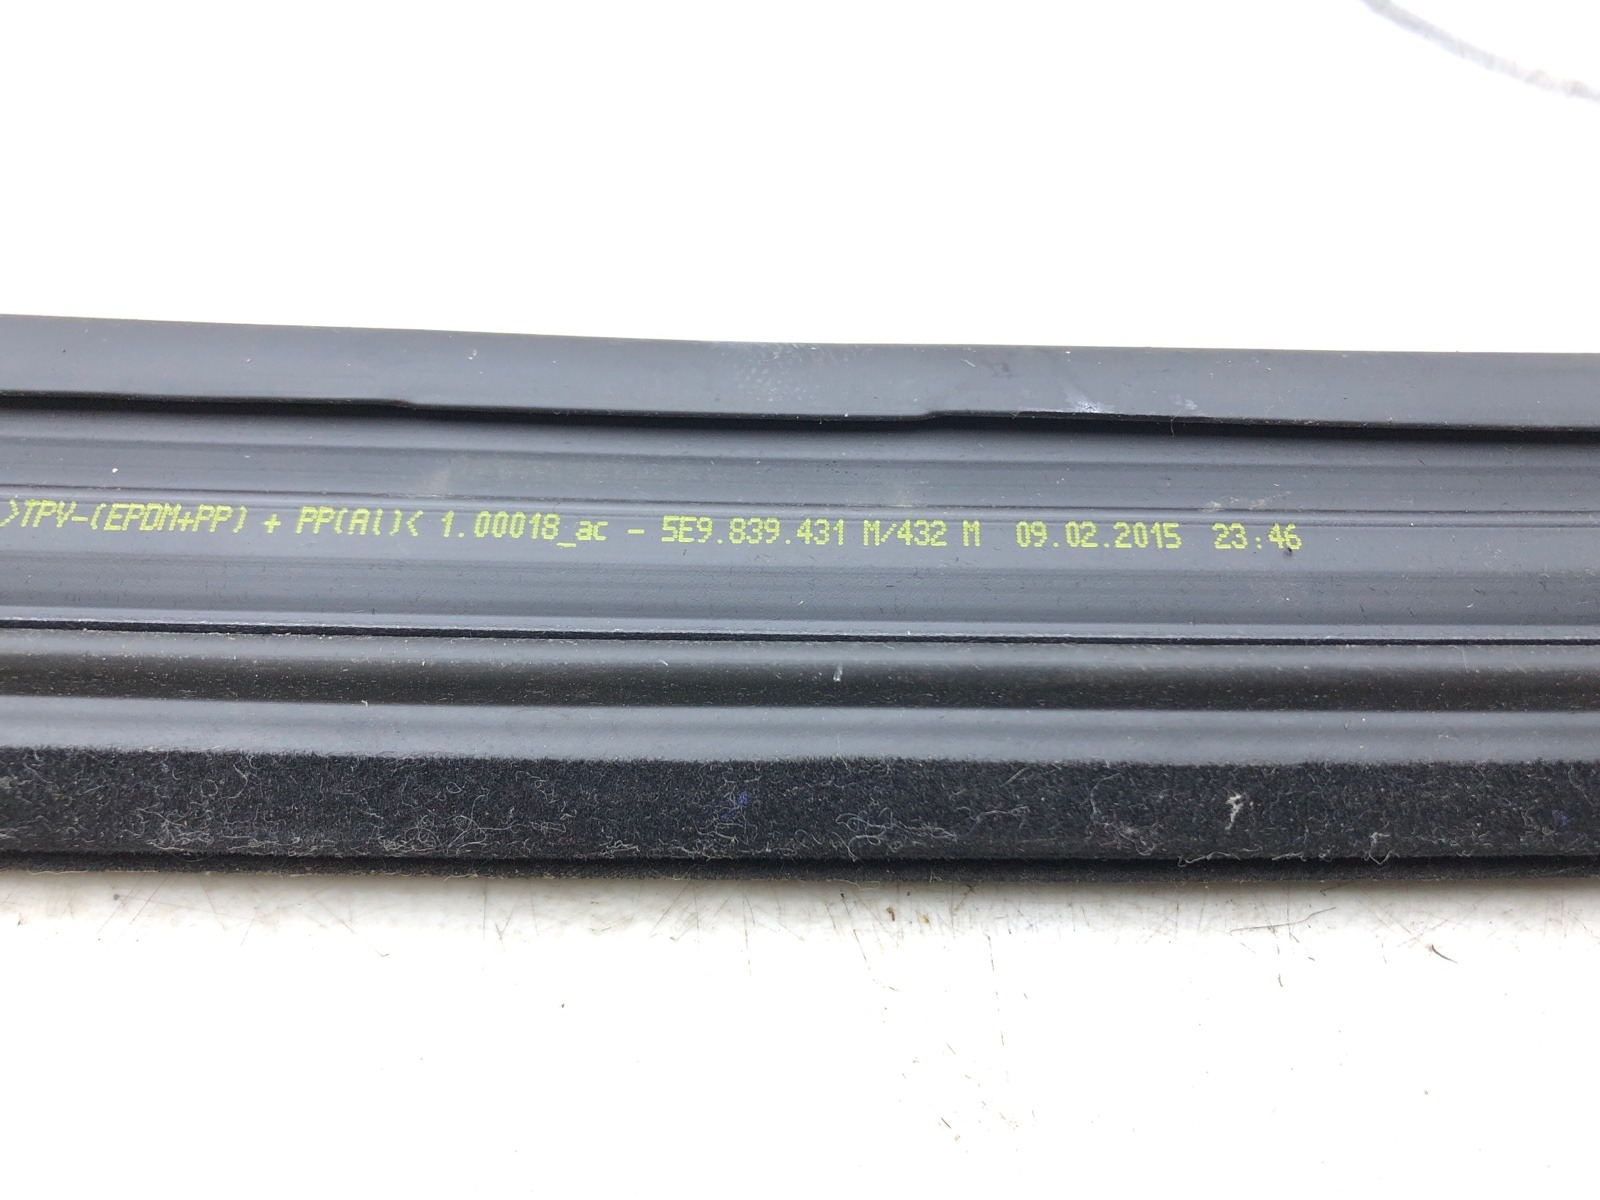 >TPV-(EPDM+PP) + PP(Al)< 1.00018_ac - 5E9.839.431 M/432 M 09.02.2015 23:46